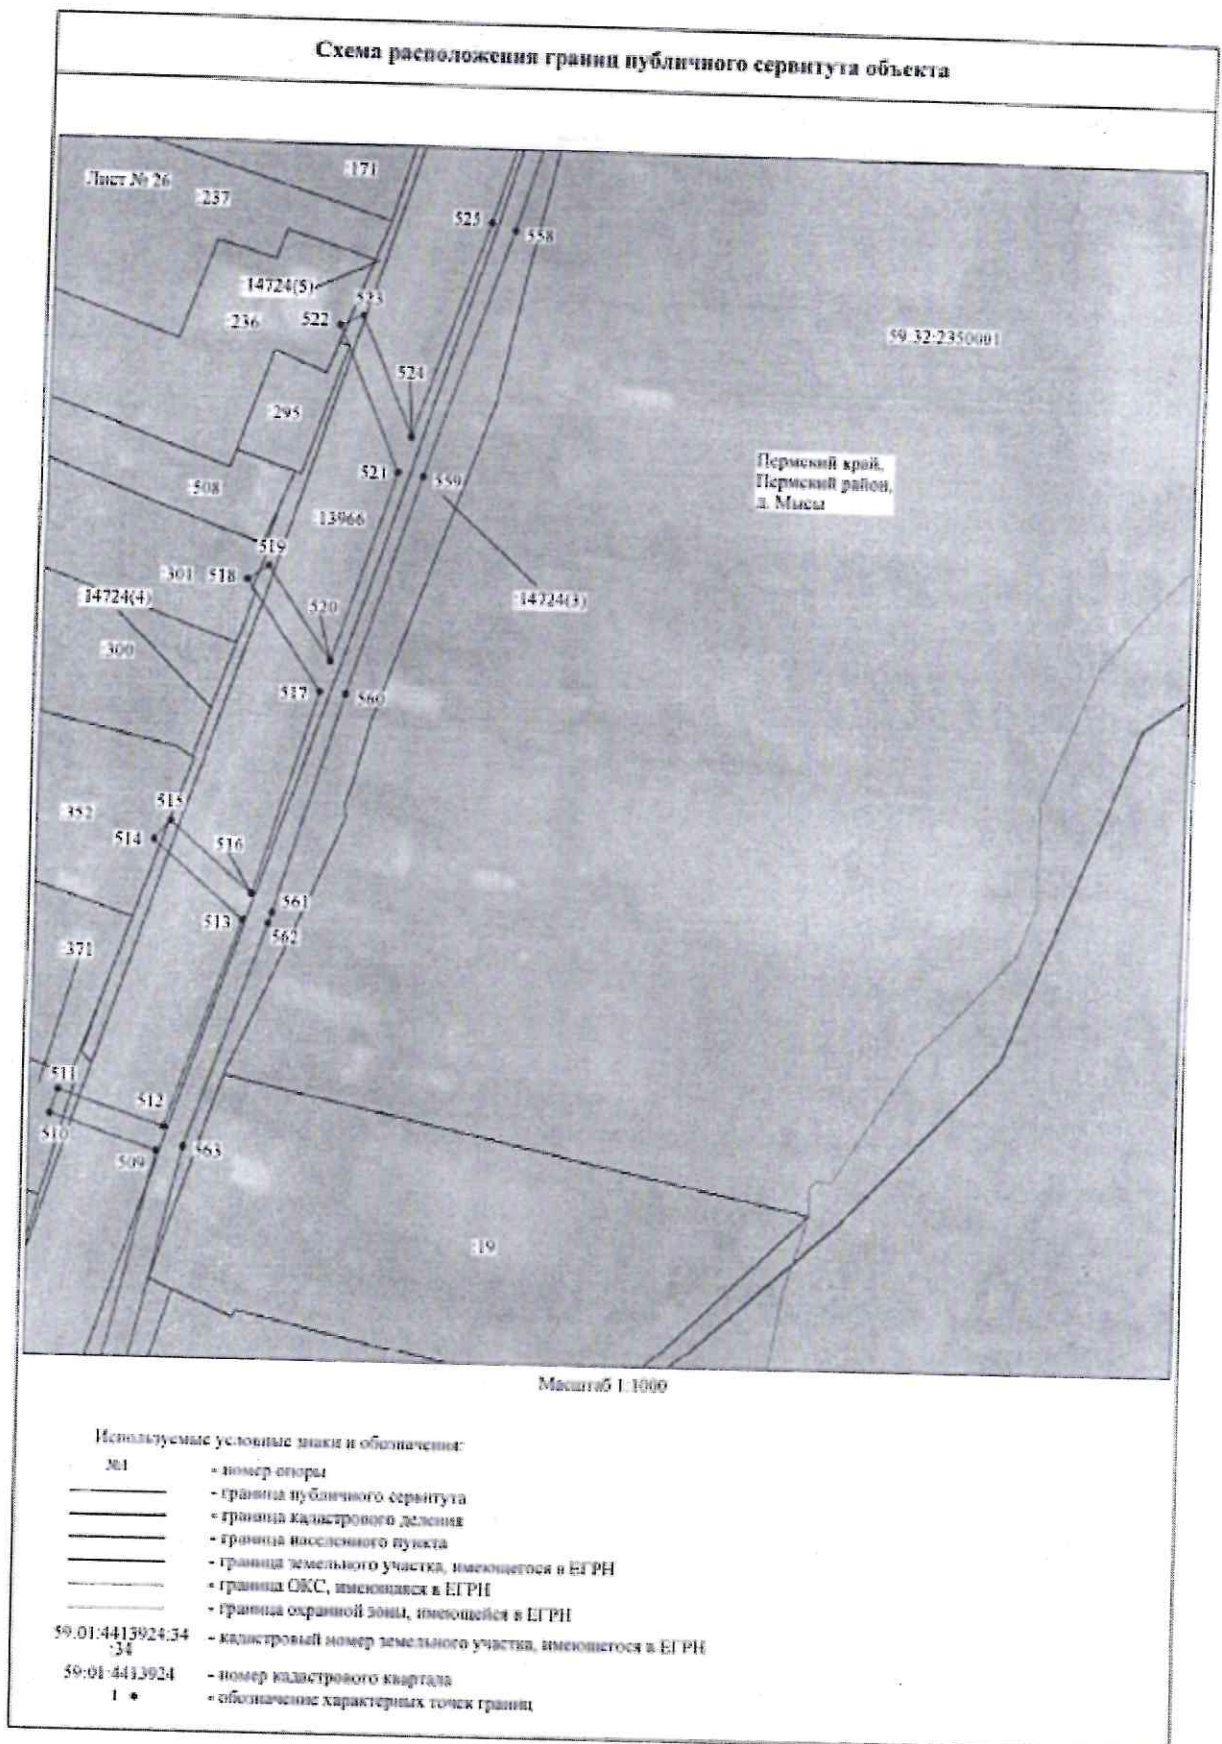 Схема расположения границ публичного сервитута объекта
Лист № 26
:171
:237
525
558
14724(5)
523
:236
522
59:32:2350001
524
:295
521
559
Пермский край,
Пермский район,
д. Мысы
:508
:13966
519
:301
518
14724(4)
520
:14724(3)
:300
517
560
515
:352
514
516
561
513
562
:371
511
512
510
509
563
:19
Масштаб 1:1000
Используемые условные знаки и обозначения:
№1 - номер опоры
- граница публичного сервитута
- граница кадастрового деления
- граница населенного пункта
- граница земельного участка, имеющегося в ЕГРН
- граница ОКС, имеющаяся в ЕГРН
- граница охранной зоны, имеющейся в ЕГРН
59:01:4413924:34 - кадастровый номер земельного участка, имеющегося в ЕГРН
:34
59:01:4413924 - номер кадастрового квартала
1 - обозначение характерных точек границ